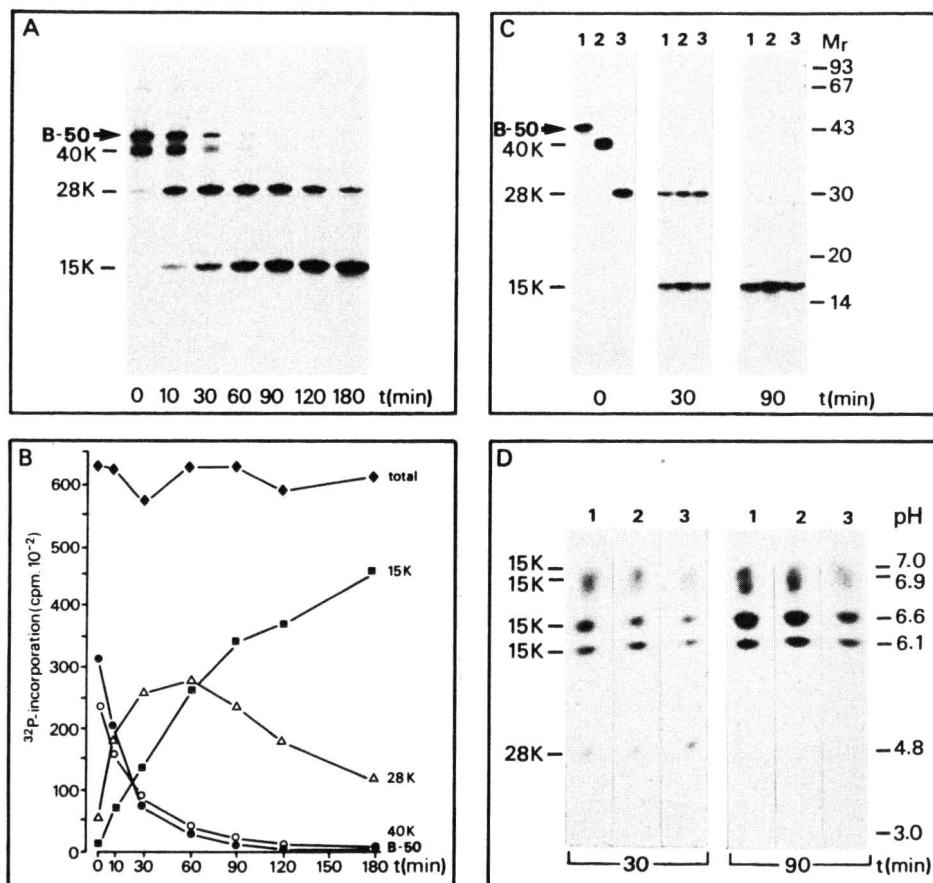 A
B-50
40K
28K
15K
0 10 30 60 90 120 180 t(min)
C
1 2 3 1 2 3 1 2 3 Mr
93
67
B-50
43
40K
28K
30
20
15K
14
0 30 90 t(min)
B
600
500
450
300
200
100
0
32P-incorporation (cpm. 10-2)
total
15K
28K
40K
B-50
0 10 30 60 90 120 150 180 t(min)
D
1 2 3 1 2 3 pH
15K
7.0
15K
6.9
15K
6.6
15K
6.1
28K
4.8
3.0
30 90 t(min)